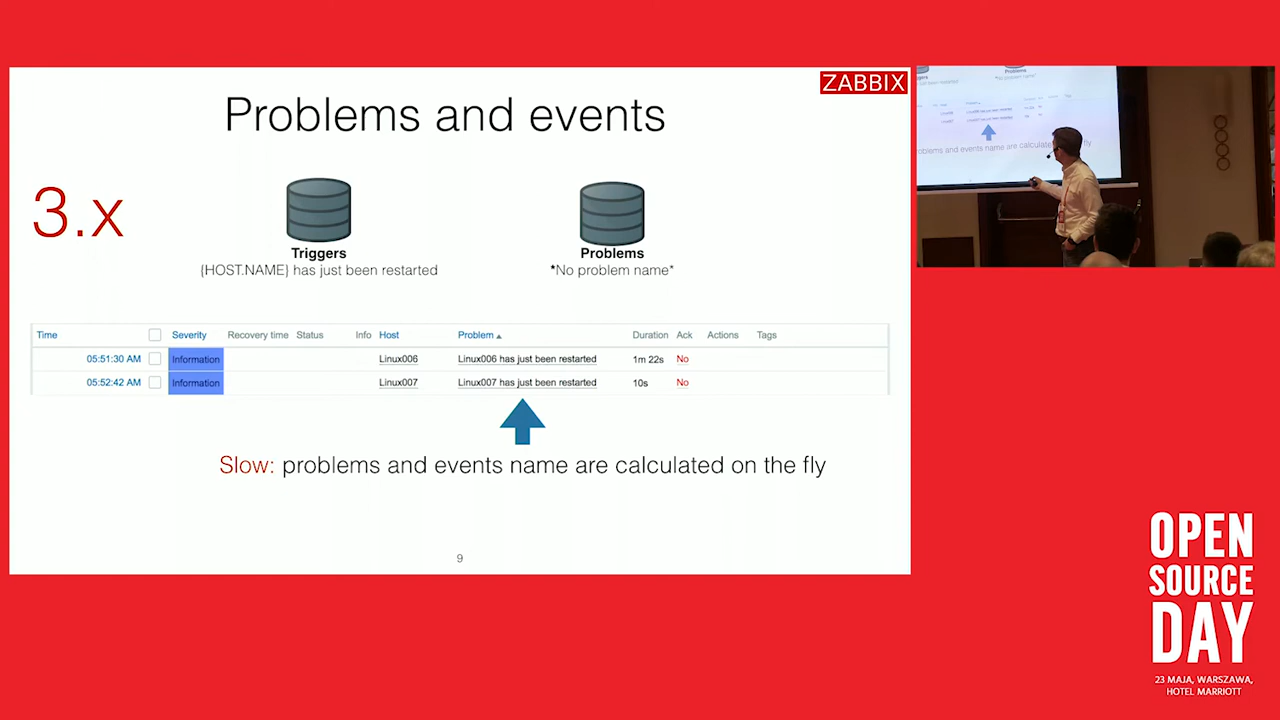 ZABBIX
Problems and events
3.x
Triggers
{HOST.NAME} has just been restarted
Problems
*No problem name*
Time Severity Recovery time Status Info Host Problem Duration Ack Actions Tags
05:51:30 AM Information Linux006 Linux006 has just been restarted 1m 22s No
05:52:42 AM Information Linux007 Linux007 has just been restarted 10s No
Slow: problems and events name are calculated on the fly
9
OPEN
SOURCE
DAY
23 MAJA, WARSZAWA,
HOTEL MARRIOTT